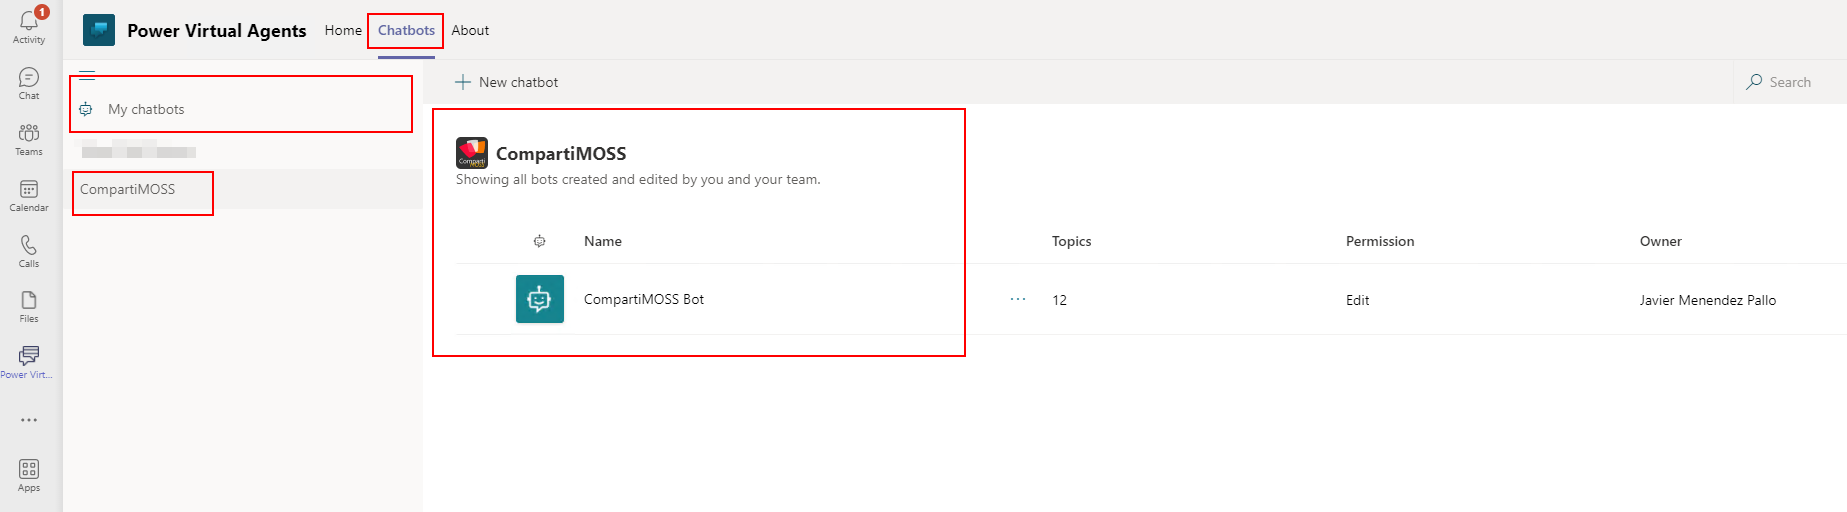 1
Activity
Chat
Teams
Calendar
Calls
Files
Power Virt...
Apps
Power Virtual Agents Home Chatbots About
My chatbots
CompartiMOSS
New chatbot
Search
Comparti
MOSS
CompartiMOSS
Showing all bots created and edited by you and your team.
Name Topics Permission Owner
CompartiMOSS Bot ... 12 Edit Javier Menendez Pallo